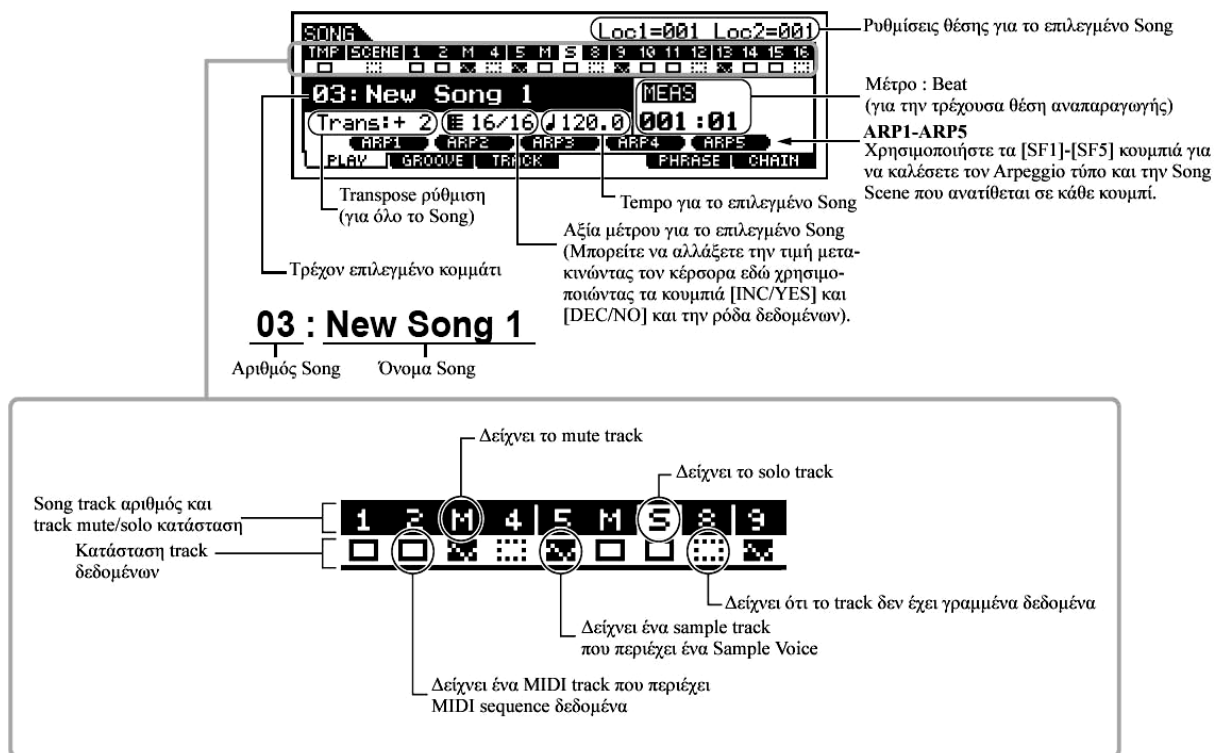 SONG
Loc1=001 Loc2=001
TMP SCENE 1 2 M 4 5 M S 8 9 10 11 12 13 14 15 16
03:New Song 1
MEAS
Trans:+ 2 16/16 ♩120.0 001:01
ARP1 ARP2 ARP3 ARP4 ARP5
PLAY GROOVE TRACK PHRASE CHAIN
Ρυθμίσεις θέσης για το επιλεγμένο Song
Μέτρο : Beat
(για την τρέχουσα θέση αναπαραγωγής)
ARP1-ARP5
Χρησιμοποιήστε τα [SF1]-[SF5] κουμπιά για
να καλέσετε τον Arpeggio τύπο και την Song
Scene που ανατίθεται σε κάθε κουμπί.
Transpose ρύθμιση
(για όλο το Song)
Tempo για το επιλεγμένο Song
Αξία μέτρου για το επιλεγμένο Song
(Μπορείτε να αλλάξετε την τιμή μετα-
κινώντας τον κέρσορα εδώ χρησιμο-
ποιώντας τα κουμπιά [INC/YES] και
[DEC/NO] και την ρόδα δεδομένων).
Τρέχον επιλεγμένο κομμάτι
03 : New Song 1
Αριθμός Song Όνομα Song
Δείχνει το mute track
Δείχνει το solo track
Song track αριθμός και
track mute/solo κατάσταση
1 2 M 4 5 M S 8 9
Κατάσταση track
δεδομένων
Δείχνει ότι το track δεν έχει γραμμένα δεδομένα
Δείχνει ένα sample track
που περιέχει ένα Sample Voice
Δείχνει ένα MIDI track που περιέχει
MIDI sequence δεδομένα